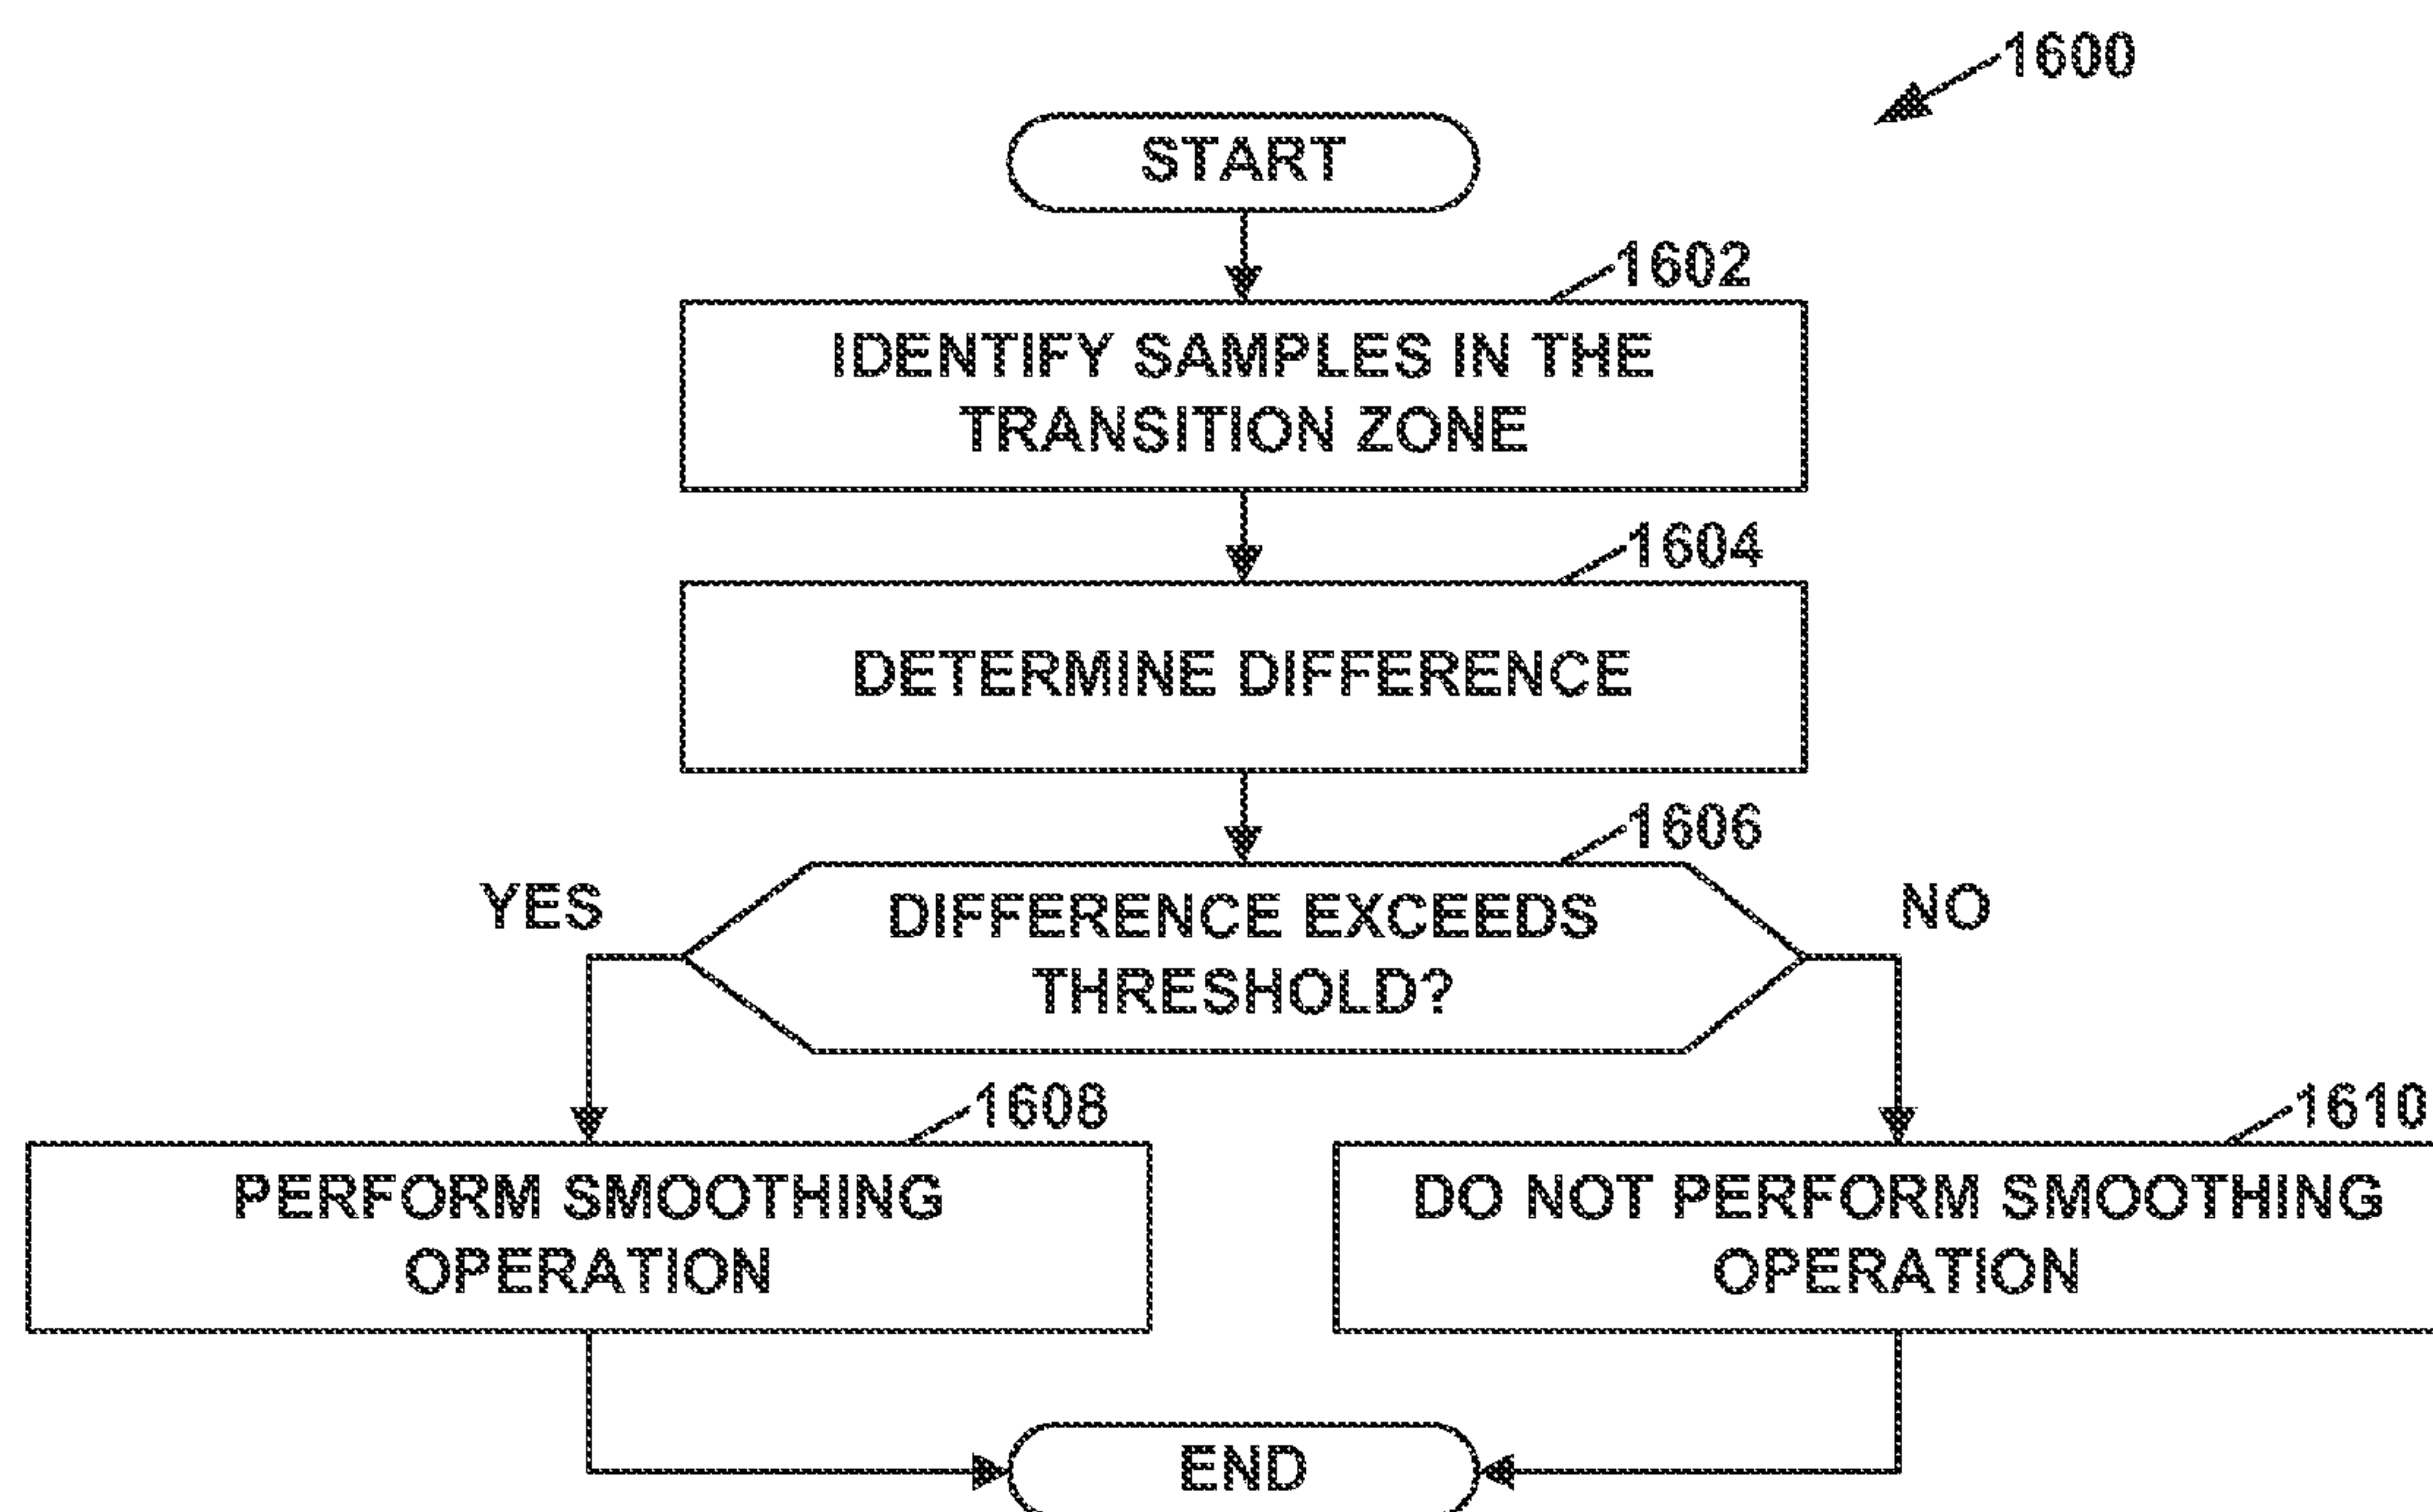 1600
START
1602
IDENTIFY SAMPLES IN THE
TRANSITION ZONE
1604
DETERMINE DIFFERENCE
1606
YES
DIFFERENCE EXCEEDS
THRESHOLD?
NO
1608
PERFORM SMOOTHING
OPERATION
1610
DO NOT PERFORM SMOOTHING
OPERATION
END